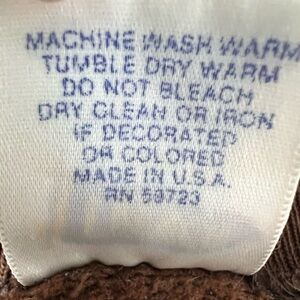 MACHINE WASH WARM
TUMBLE DRY WARM
DO NOT BLEACH
DRY CLEAN OR IRON
IF DECORATED
OR COLORED
MADE IN U.S.A.
RN 59723